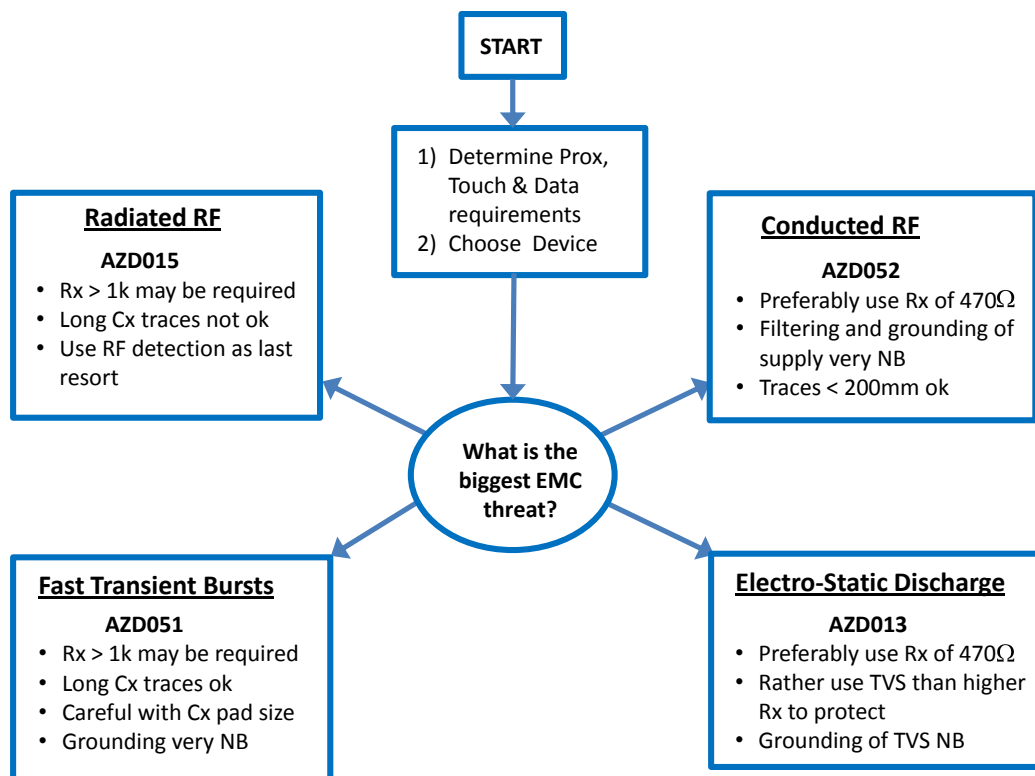 START
1) Determine Prox,
Touch & Data
requirements
2) Choose Device
Radiated RF
AZD015
• Rx > 1k may be required
• Long Cx traces not ok
• Use RF detection as last
resort
Conducted RF
AZD052
• Preferably use Rx of 470Ω
• Filtering and grounding of
supply very NB
• Traces < 200mm ok
What is the
biggest EMC
threat?
Fast Transient Bursts
AZD051
• Rx > 1k may be required
• Long Cx traces ok
• Careful with Cx pad size
• Grounding very NB
Electro-Static Discharge
AZD013
• Preferably use Rx of 470Ω
• Rather use TVS than higher
Rx to protect
• Grounding of TVS NB